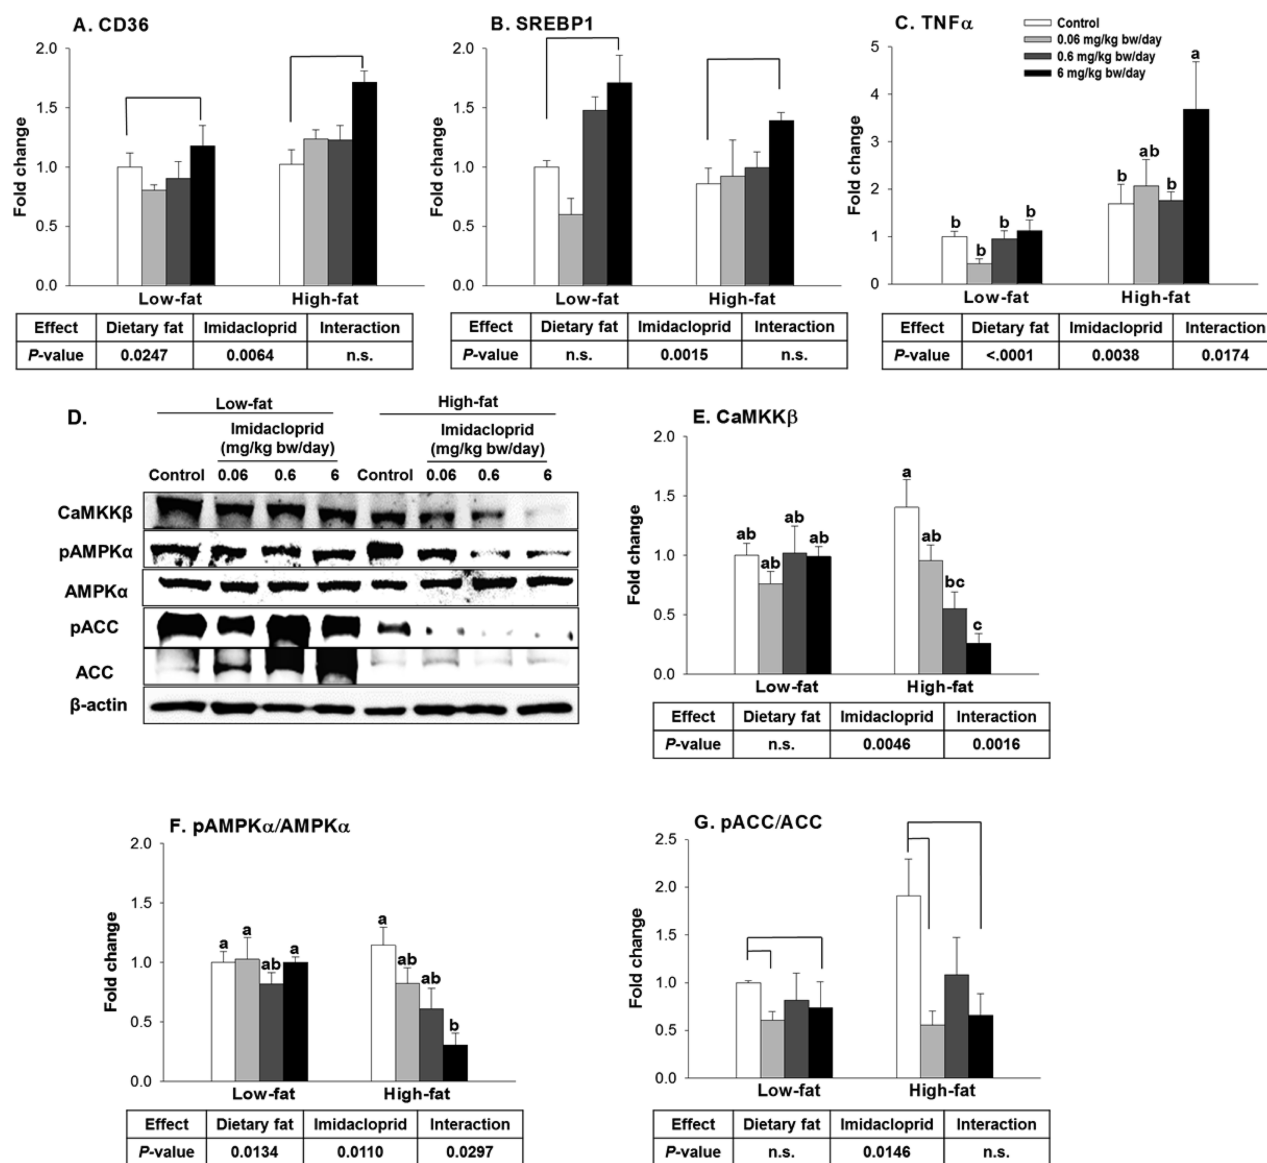 A. CD36
Fold change
2.0
1.5
1.0
0.5
0.0
Low-fat High-fat
Effect Dietary fat Imidacloprid Interaction
P-value 0.0247 0.0064 n.s.
B. SREBP1
Fold change
2.0
1.5
1.0
0.5
0.0
Low-fat High-fat
Effect Dietary fat Imidacloprid Interaction
P-value n.s. 0.0015 n.s.
C. TNFα
Control
0.06 mg/kg bw/day
0.6 mg/kg bw/day
6 mg/kg bw/day
Fold change
5
4
3
2
1
0
b b b b b ab b a
Low-fat High-fat
Effect Dietary fat Imidacloprid Interaction
P-value <.0001 0.0038 0.0174
D.
Low-fat High-fat
Imidacloprid Imidacloprid
(mg/kg bw/day) (mg/kg bw/day)
Control 0.06 0.6 6 Control 0.06 0.6 6
CaMKKβ
pAMPKα
AMPKα
pACC
ACC
β-actin
E. CaMKKβ
Fold change
2.0
1.5
1.0
0.5
0.0
ab ab ab ab a ab bc c
Low-fat High-fat
Effect Dietary fat Imidacloprid Interaction
P-value n.s. 0.0046 0.0016
F. pAMPKα/AMPKα
Fold change
2.0
1.5
1.0
0.5
0.0
a a ab a a ab ab b
Low-fat High-fat
Effect Dietary fat Imidacloprid Interaction
P-value 0.0134 0.0110 0.0297
G. pACC/ACC
Fold change
2.5
2.0
1.5
1.0
0.5
0.0
Low-fat High-fat
Effect Dietary fat Imidacloprid Interaction
P-value n.s. 0.0146 n.s.